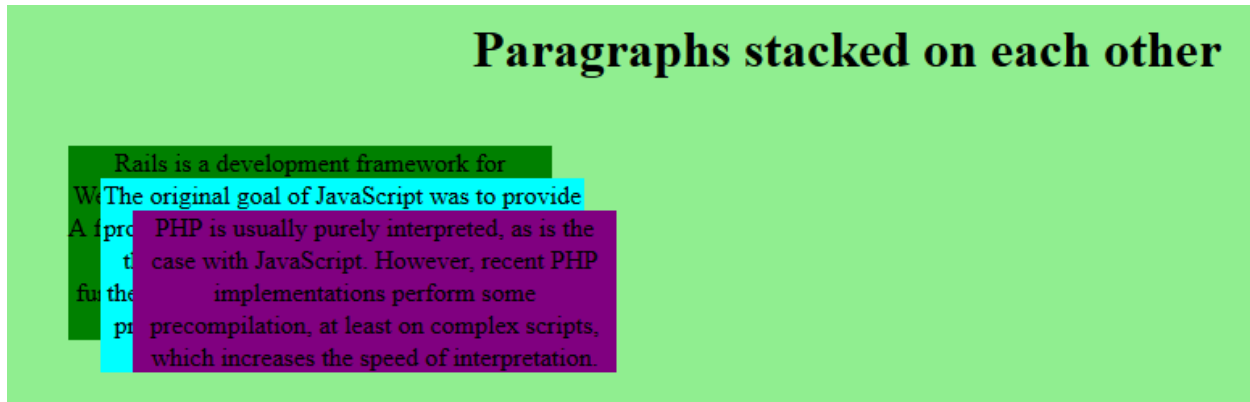 Paragraphs stacked on each other
Rails is a development framework for
The original goal of JavaScript was to provide
A
PHP is usually purely interpreted, as is the
case with JavaScript. However, recent PHP
implementations perform some
precompilation, at least on complex scripts,
which increases the speed of interpretation.